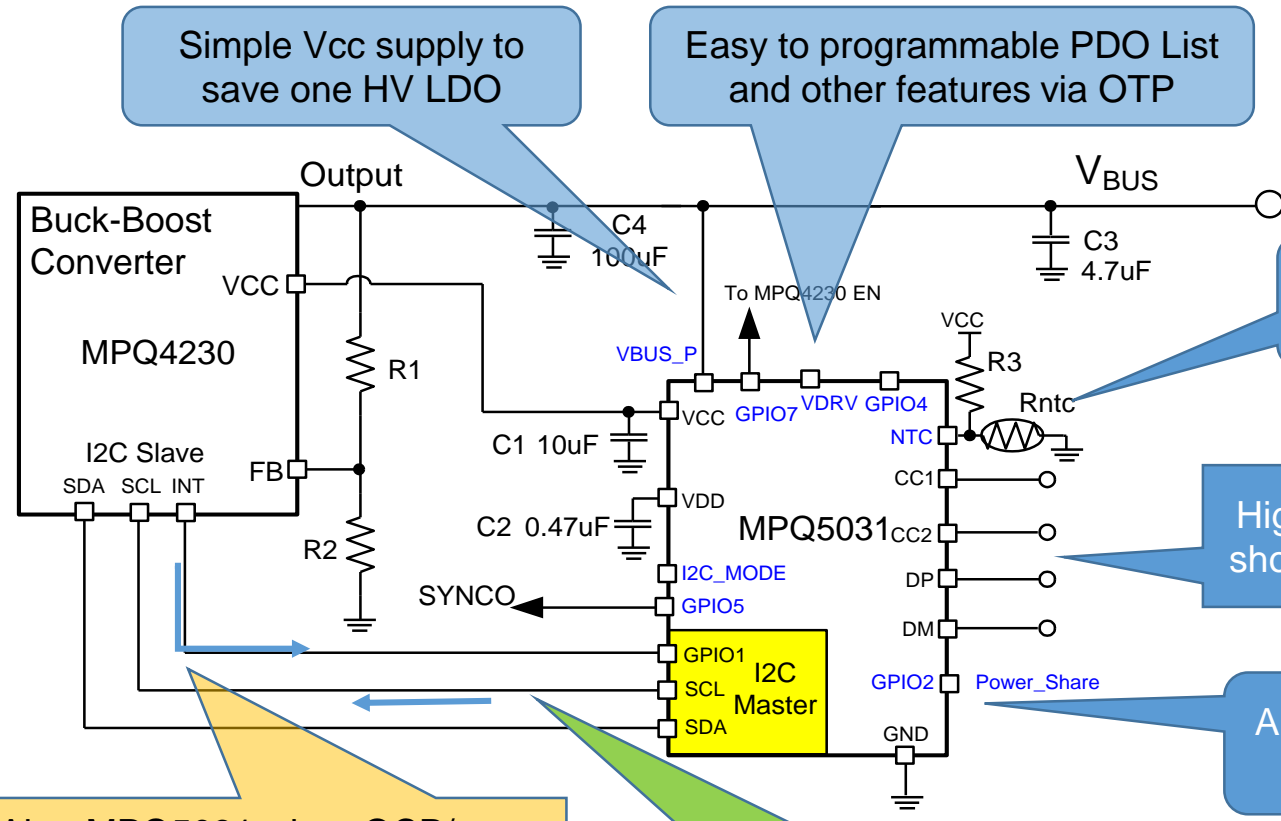 Simple Vcc supply to
save one HV LDO
Easy to programmable PDO List
and other features via OTP
Output
VBUS
Buck-Boost
Converter
C4
100uF
C3
4.7uF
VCC
To MPQ4230 EN
VCC
MPQ4230
R1
VBUS_P
R3
Rntc
VCC
GPIO7
VDRV
GPIO4
NTC
C1 10uF
I2C Slave
FB
SDA SCL INT
CC1
VDD
C2 0.47uF
MPQ5031
CC2
R2
I2C_MODE
DP
SYNCO
GPIO5
DM
GPIO1
I2C
Master
SCL
SDA
GPIO2
Power_Share
GND
Hig
sho
A